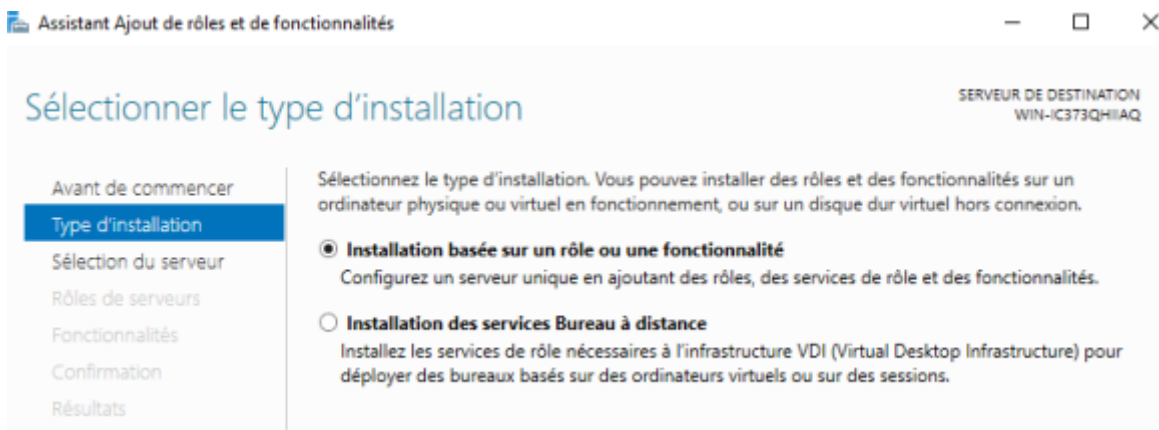 Assistant Ajout de rôles et de fonctionnalités
Sélectionner le type d'installation
SERVEUR DE DESTINATION
WIN-IC373QHIIAQ
Avant de commencer
Type d'installation
Sélection du serveur
Rôles de serveurs
Fonctionnalités
Confirmation
Résultats
Sélectionnez le type d'installation. Vous pouvez installer des rôles et des fonctionnalités sur un
ordinateur physique ou virtuel en fonctionnement, ou sur un disque dur virtuel hors connexion.
Installation basée sur un rôle ou une fonctionnalité
Configurez un serveur unique en ajoutant des rôles, des services de rôle et des fonctionnalités.
Installation des services Bureau à distance
Installez les services de rôle nécessaires à l'infrastructure VDI (Virtual Desktop Infrastructure) pour
déployer des bureaux basés sur des ordinateurs virtuels ou sur des sessions.